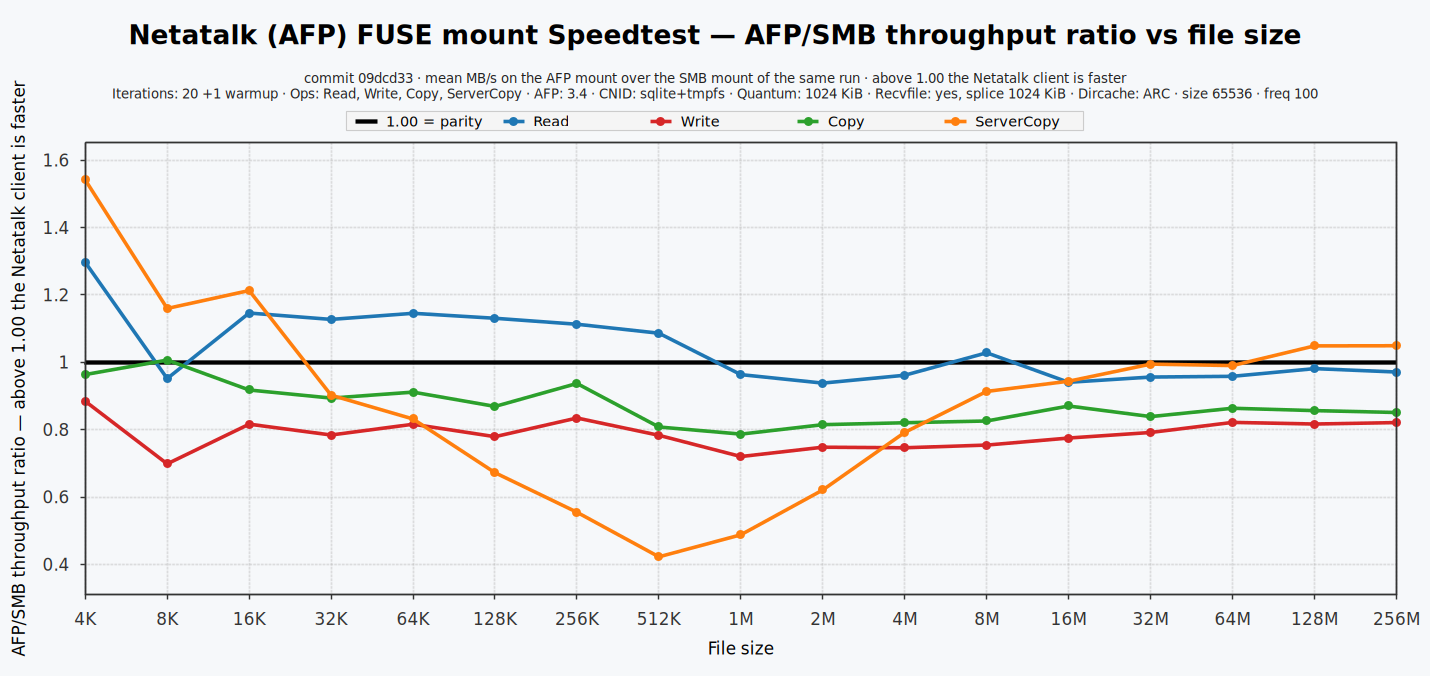 Netatalk (AFP) FUSE mount Speedtest — AFP/SMB throughput ratio vs file size
commit 09dcd33 · mean MB/s on the AFP mount over the SMB mount of the same run · above 1.00 the Netatalk client is faster
Iterations: 20 +1 warmup · Ops: Read, Write, Copy, ServerCopy · AFP: 3.4 · CNID: sqlite+tmpfs · Quantum: 1024 KiB · Recvfile: yes, splice 1024 KiB · Dircache: ARC · size 65536 · freq 100
1.00 = parity Read Write Copy ServerCopy
AFP/SMB throughput ratio — above 1.00 the Netatalk client is faster
1.6
1.4
1.2
1
0.8
0.6
0.4
4K 8K 16K 32K 64K 128K 256K 512K 1M 2M 4M 8M 16M 32M 64M 128M 256M
File size